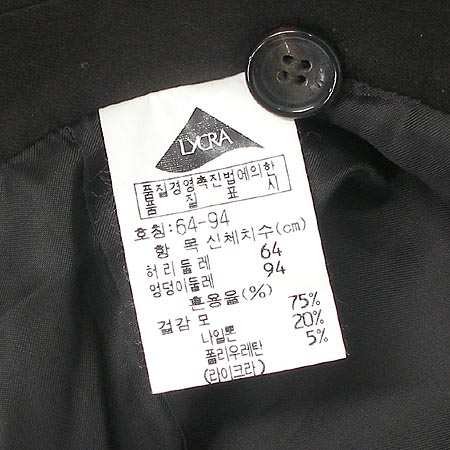 LYCRA
품질경영촉진법에의한
품 질 표 시
호칭:64-94
항 목 신체치수(cm)
허리둘레 64
엉덩이둘레 94
혼용율(%)
겉감 모 75%
나일론 20%
폴리우레탄 5%
(라이크라)